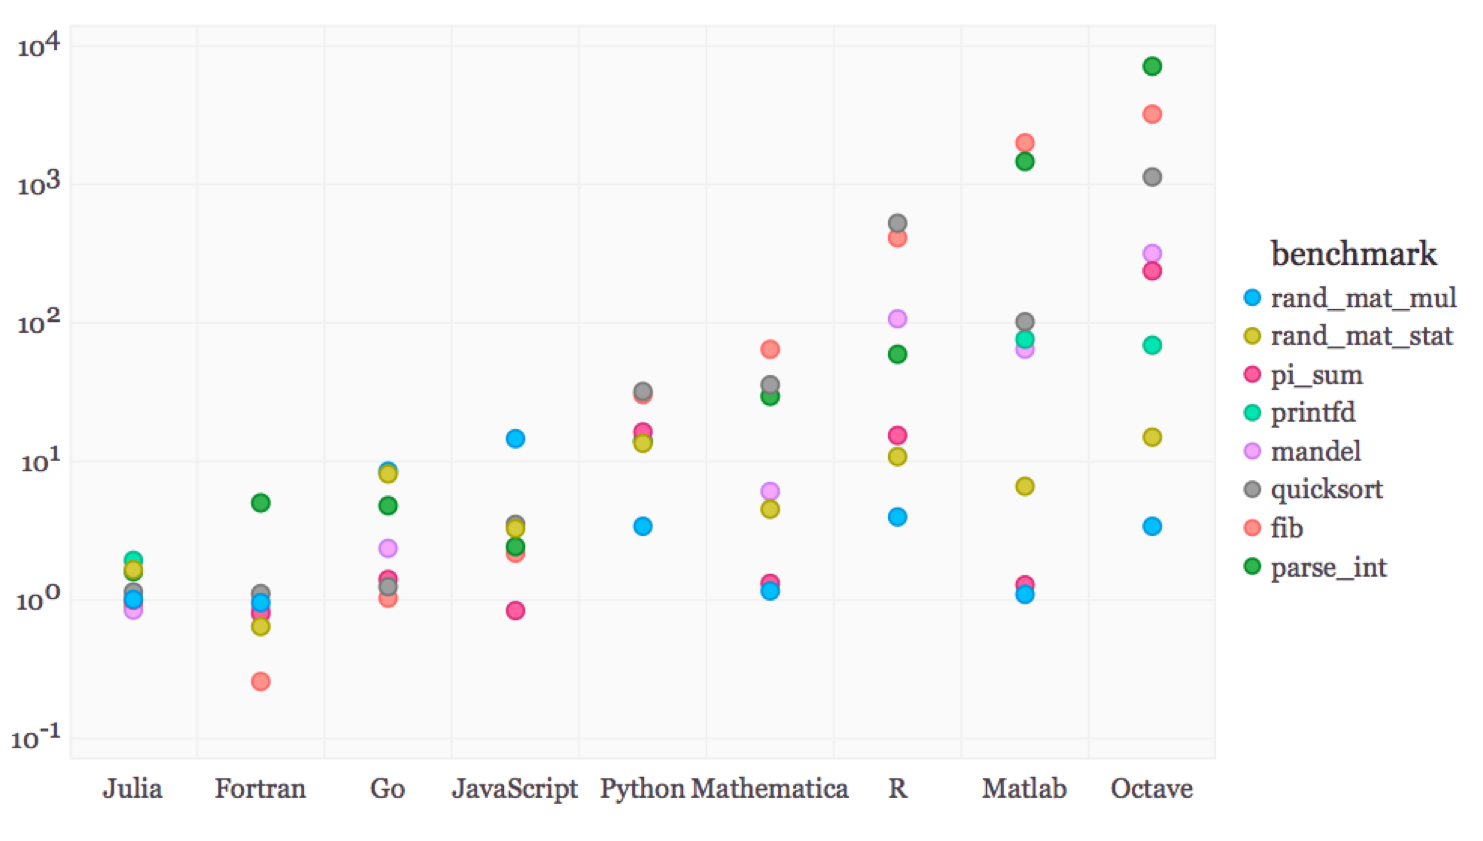 10^4
10^3
10^2
10^1
10^0
10^-1
Julia Fortran Go JavaScript Python Mathematica R Matlab Octave
benchmark
rand_mat_mul
rand_mat_stat
pi_sum
printfd
mandel
quicksort
fib
parse_int